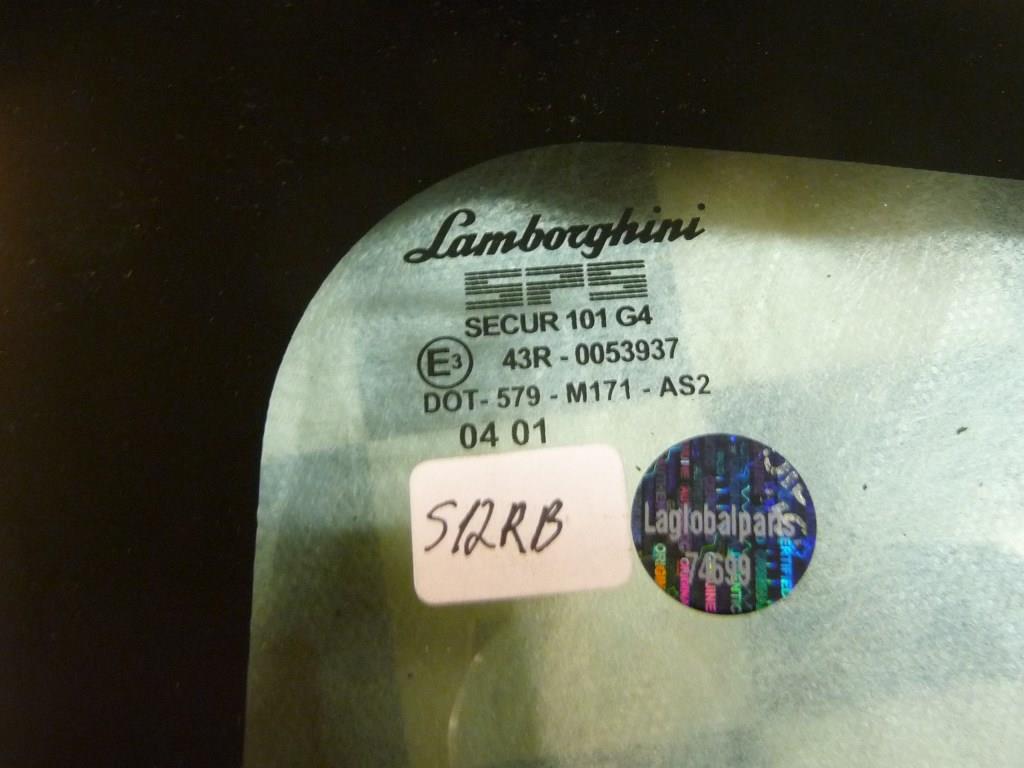 Lamborghini
SPS
SECUR 101 G4
E3 43R - 0053937
DOT- 579 - M171 - AS2
04 01
S12RB
Laglobalparts
74699